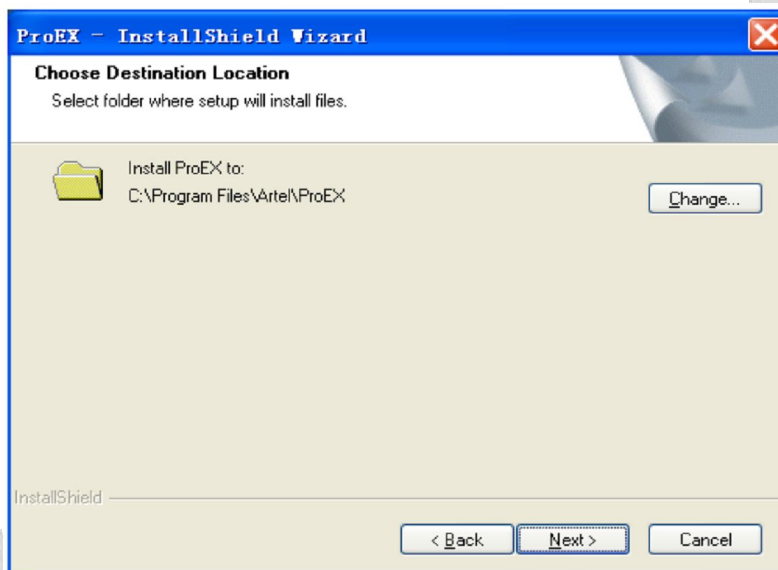 ProEX - InstallShield Wizard
Choose Destination Location
Select folder where setup will install files.
Install ProEX to:
C:\Program Files\Artel\ProEX
Change...
InstallShield
< Back
Next >
Cancel